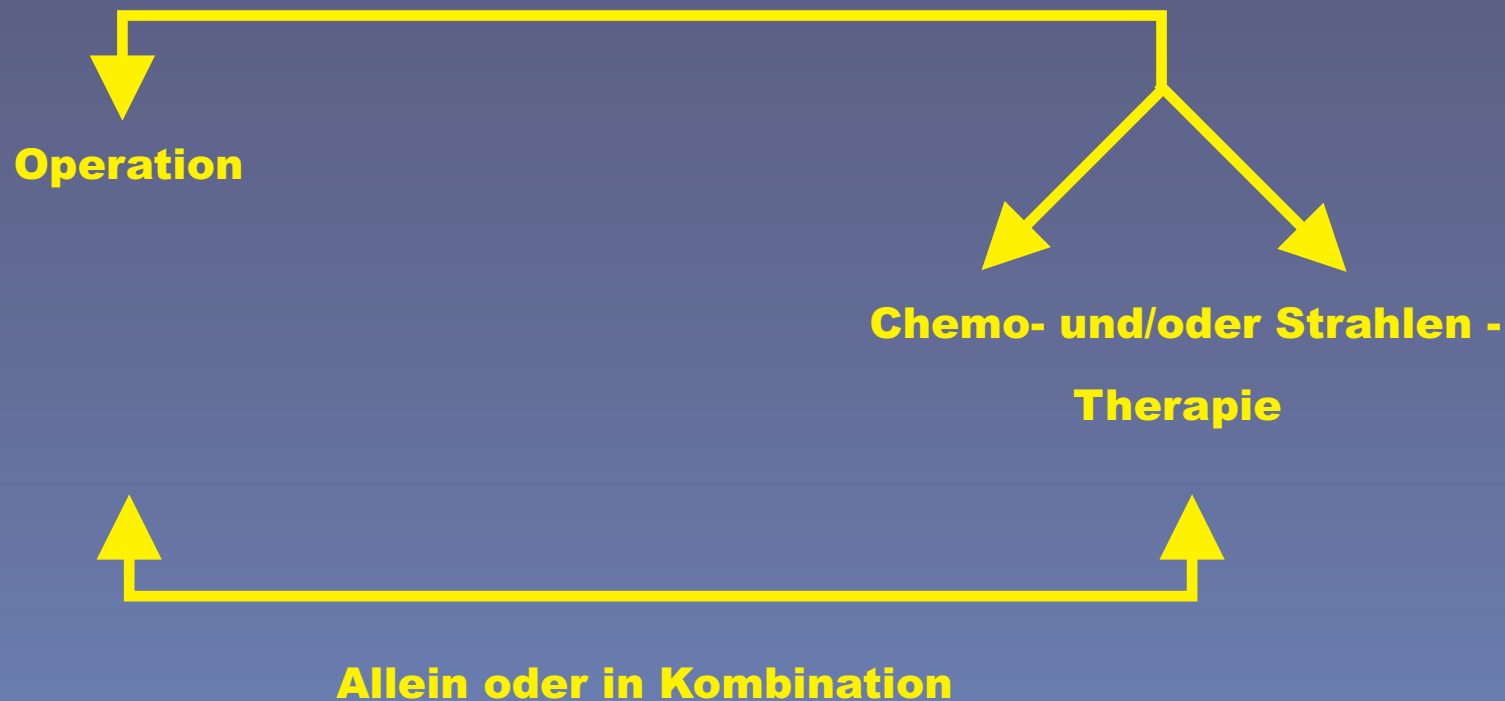 Operation
Chemo- und/oder Strahlen -
Therapie
Allein oder in Kombination